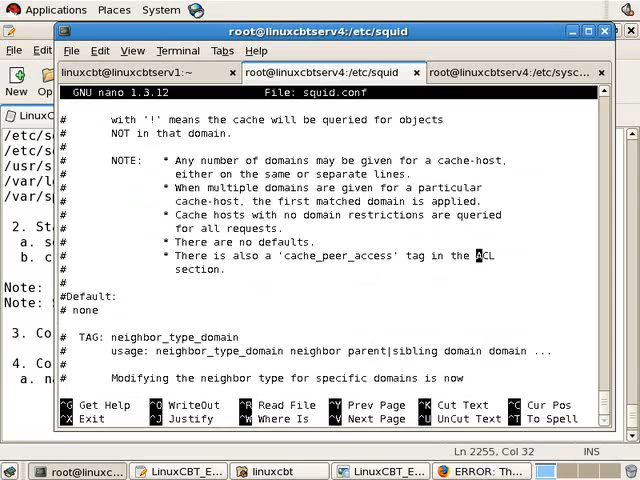 Applications Places System
root@linuxcbtserv4:/etc/squid
File Edit View Terminal Tabs Help
linuxcbt@linuxcbtserv1:~ root@linuxcbtserv4:/etc/squid root@linuxcbtserv4:/etc/sysc...
GNU nano 1.3.12 File: squid.conf
# with '!' means the cache will be queried for objects
# NOT in that domain.
#
# NOTE: * Any number of domains may be given for a cache-host,
# either on the same or separate lines.
# * When multiple domains are given for a particular
# cache-host, the first matched domain is applied.
# * Cache hosts with no domain restrictions are queried
# for all requests.
# * There are no defaults.
# * There is also a 'cache_peer_access' tag in the ACL
# section.
#
#Default:
# none
# TAG: neighbor_type_domain
# usage: neighbor_type_domain neighbor parent|sibling domain domain ...
#
# Modifying the neighbor type for specific domains is now
^G Get Help ^O WriteOut ^R Read File ^Y Prev Page ^K Cut Text ^C Cur Pos
^X Exit ^J Justify ^W Where Is ^V Next Page ^U UnCut Text ^T To Spell
File
New
LinuxC
/etc/sq
/etc/sq
/usr/s
/var/l
/var/sp
2. Sta
a. se
b. c
Note:
Note: S
3. Co
4. Co
a. na
Ln 2255, Col 32 INS
root@linuxc... LinuxCBT_E... linuxcbt LinuxCBT_E... ERROR: Th...